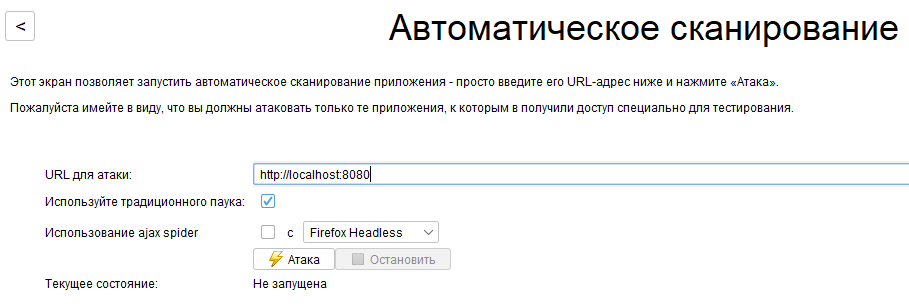 <
Автоматическое сканирование
Этот экран позволяет запустить автоматическое сканирование приложения - просто введите его URL-адрес ниже и нажмите «Атака».
Пожалуйста имейте в виду, что вы должны атаковать только те приложения, к которым в получили доступ специально для тестирования.
URL для атаки: http://localhost:8080
Используйте традиционного паука:
Использование ajax spider с Firefox Headless
Атака Остановить
Текущее состояние: Не запущена